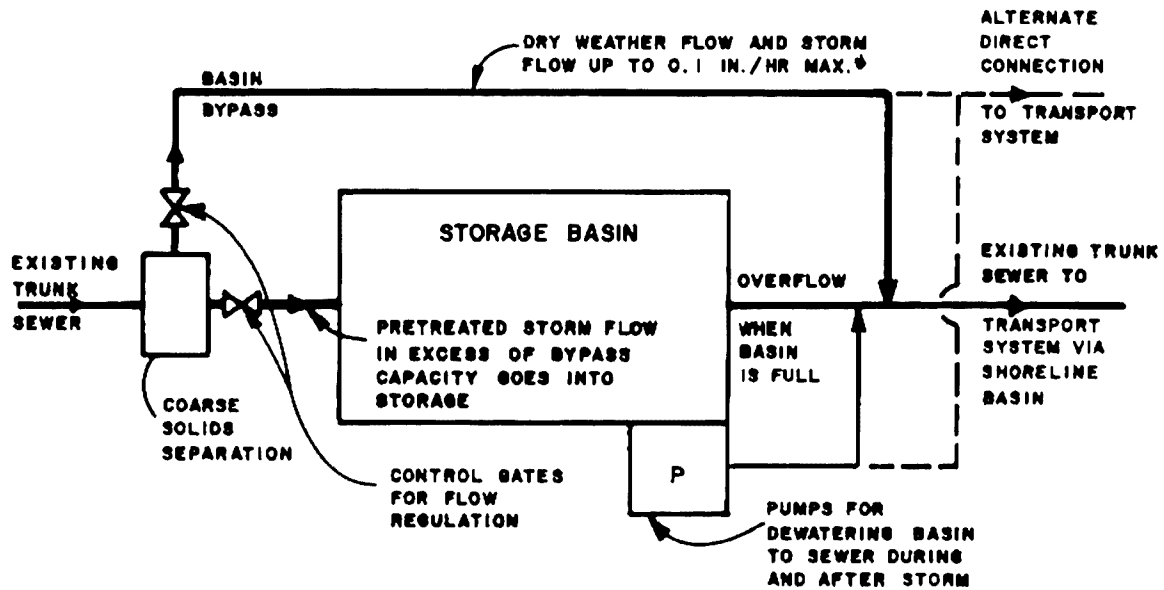 DRY WEATHER FLOW AND STORM
FLOW UP TO 0.1 IN./HR MAX.*
ALTERNATE
DIRECT
CONNECTION
TO TRANSPORT
SYSTEM
BASIN
BYPASS
STORAGE BASIN
EXISTING
TRUNK
SEWER
OVERFLOW
WHEN
BASIN
IS FULL
EXISTING TRUNK
SEWER TO
TRANSPORT
SYSTEM VIA
SHORELINE
BASIN
PRETREATED STORM FLOW
IN EXCESS OF BYPASS
CAPACITY GOES INTO
STORAGE
COARSE
SOLIDS
SEPARATION
CONTROL GATES
FOR FLOW
REGULATION
P
PUMPS FOR
DEWATERING BASIN
TO SEWER DURING
AND AFTER STORM